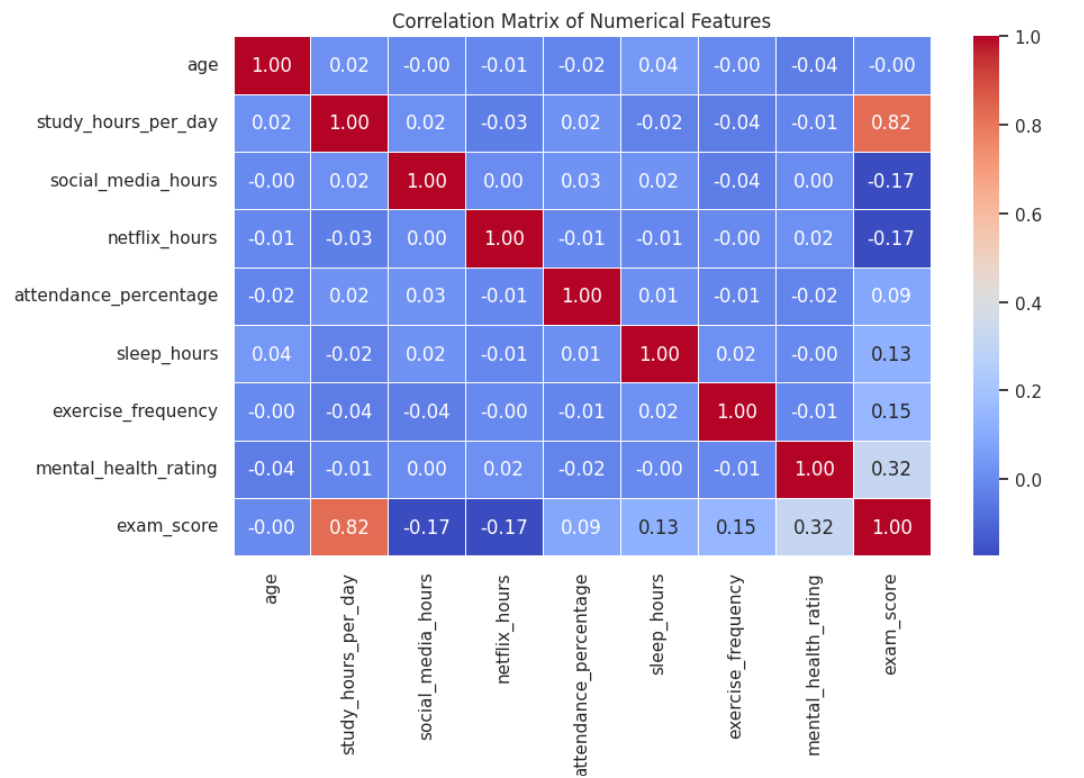 Correlation Matrix of Numerical Features
age 1.00 0.02 -0.00 -0.01 -0.02 0.04 -0.00 -0.04 -0.00
study_hours_per_day 0.02 1.00 0.02 -0.03 0.02 -0.02 -0.04 -0.01 0.82
social_media_hours -0.00 0.02 1.00 0.00 0.03 0.02 -0.04 0.00 -0.17
netflix_hours -0.01 -0.03 0.00 1.00 -0.01 -0.01 -0.00 0.02 -0.17
attendance_percentage -0.02 0.02 0.03 -0.01 1.00 0.01 -0.01 -0.02 0.09
sleep_hours 0.04 -0.02 0.02 -0.01 0.01 1.00 0.02 -0.00 0.13
exercise_frequency -0.00 -0.04 -0.04 -0.00 -0.01 0.02 1.00 -0.01 0.15
mental_health_rating -0.04 -0.01 0.00 0.02 -0.02 -0.00 -0.01 1.00 0.32
exam_score -0.00 0.82 -0.17 -0.17 0.09 0.13 0.15 0.32 1.00
age
study_hours_per_day
social_media_hours
netflix_hours
attendance_percentage
sleep_hours
exercise_frequency
mental_health_rating
exam_score
1.0
0.8
0.6
0.4
0.2
0.0